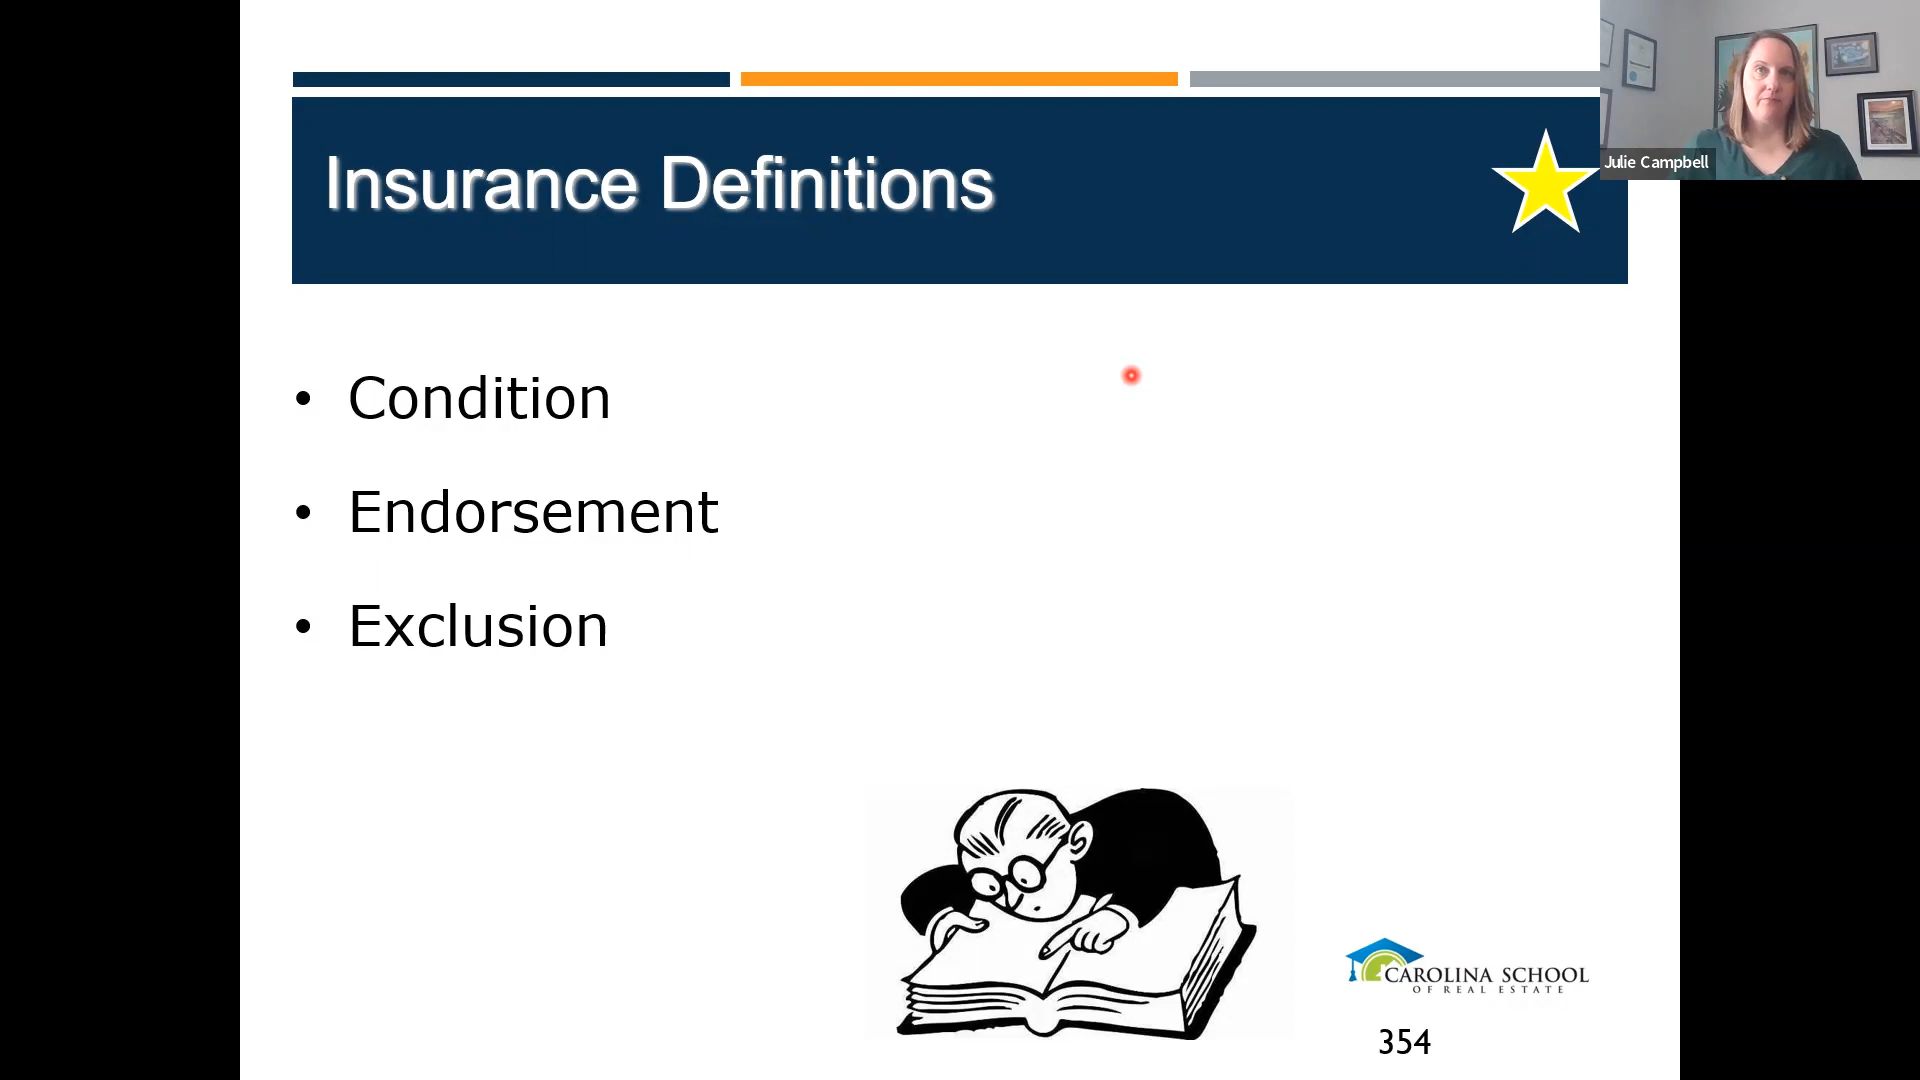 Insurance Definitions
Julie Campbell
• Condition
• Endorsement
• Exclusion
CAROLINA SCHOOL
OF REAL ESTATE
354